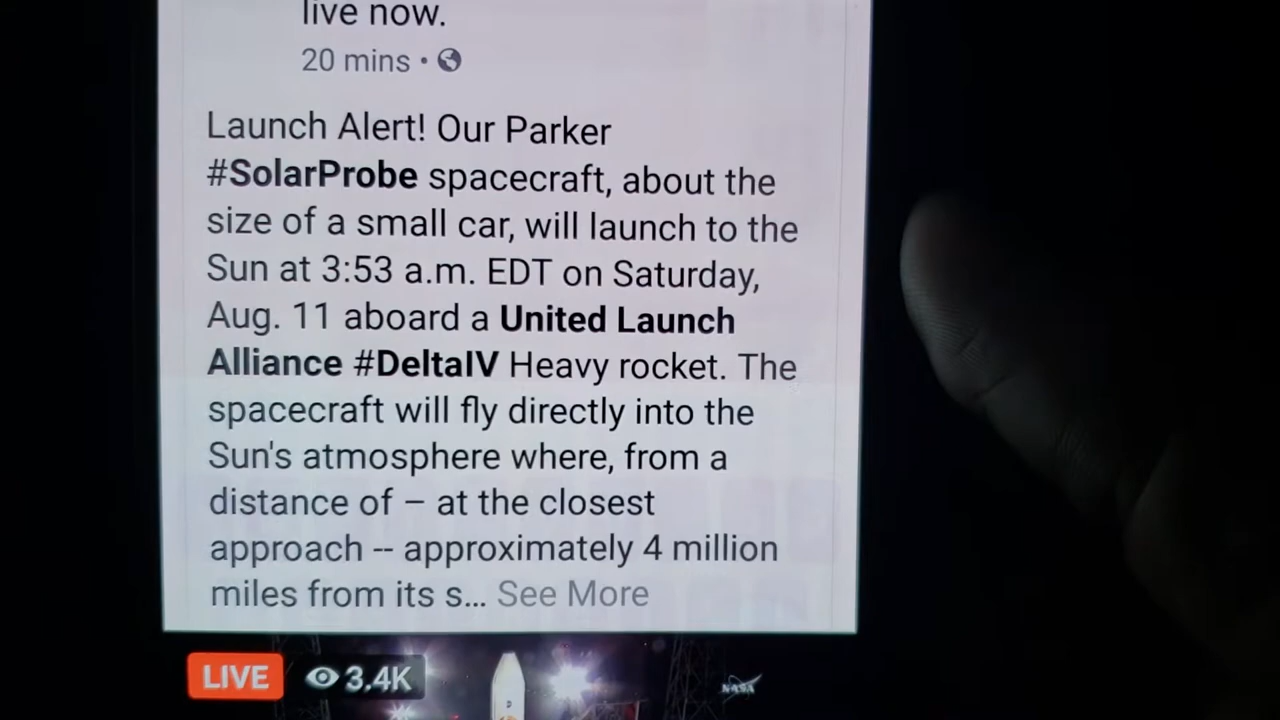 live now.
20 mins •
Launch Alert! Our Parker
#SolarProbe spacecraft, about the
size of a small car, will launch to the
Sun at 3:53 a.m. EDT on Saturday,
Aug. 11 aboard a United Launch
Alliance #DeltaIV Heavy rocket. The
spacecraft will fly directly into the
Sun's atmosphere where, from a
distance of – at the closest
approach -- approximately 4 million
miles from its s... See More
LIVE 3.4K
NASA